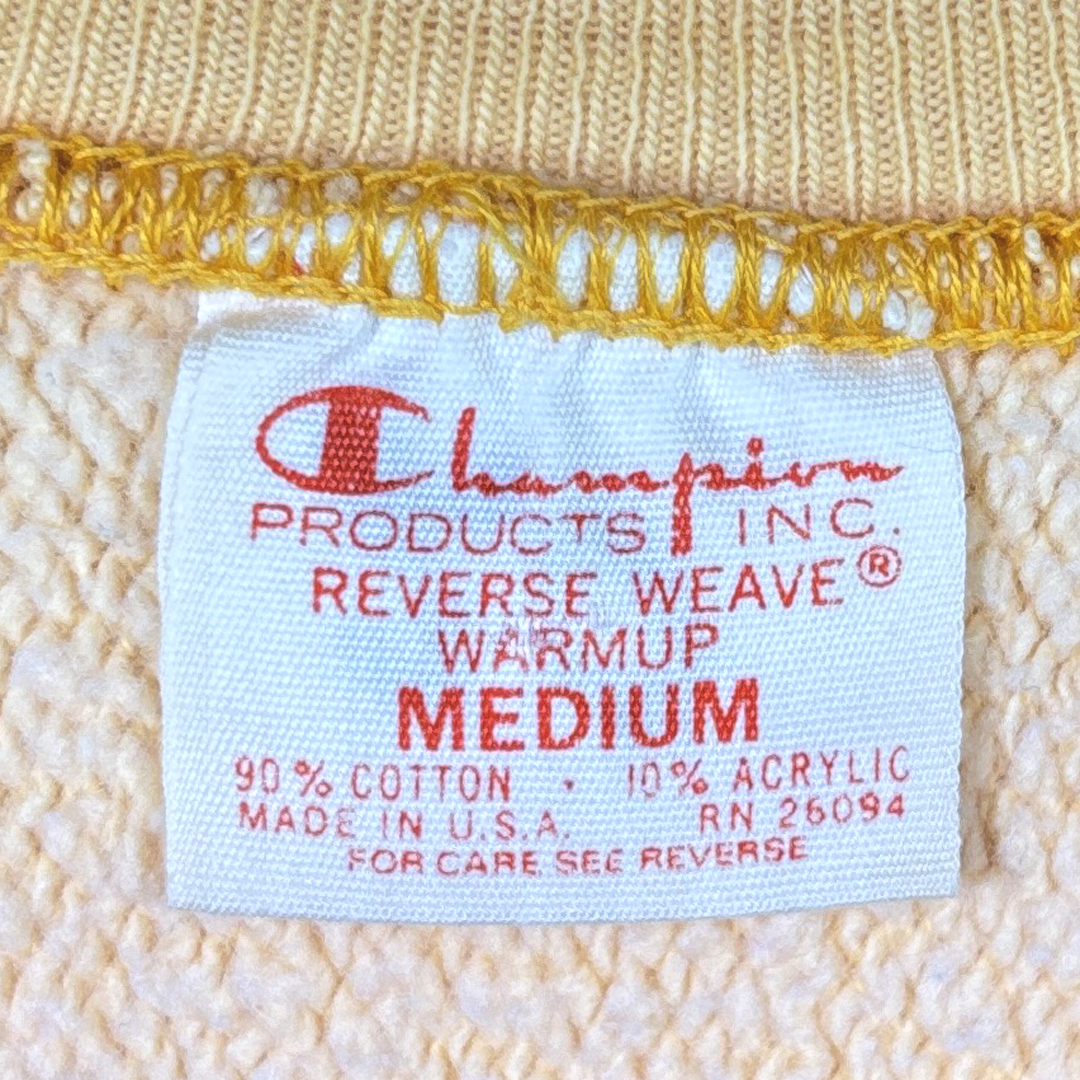 Champion
PRODUCTS INC.
REVERSE WEAVE®
WARMUP
MEDIUM
90% COTTON · 10% ACRYLIC
MADE IN U.S.A. RN 26094
FOR CARE SEE REVERSE